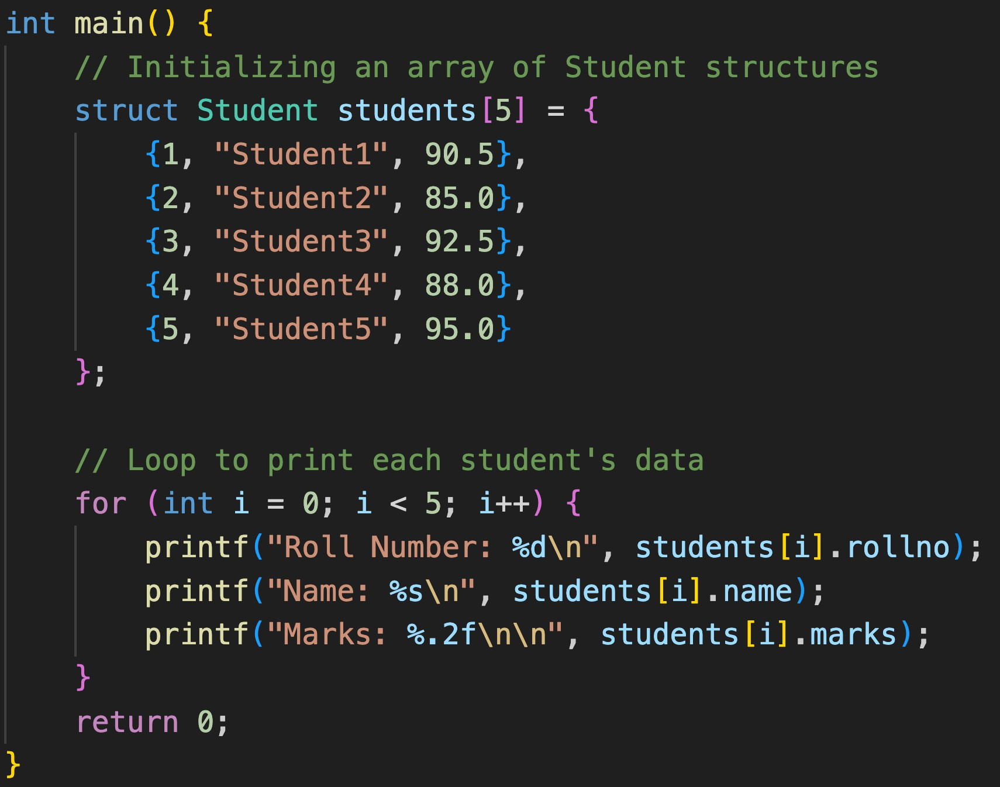 int main() {
    // Initializing an array of Student structures
    struct Student students[5] = {
        {1, "Student1", 90.5},
        {2, "Student2", 85.0},
        {3, "Student3", 92.5},
        {4, "Student4", 88.0},
        {5, "Student5", 95.0}
    };

    // Loop to print each student's data
    for (int i = 0; i < 5; i++) {
        printf("Roll Number: %d\n", students[i].rollno);
        printf("Name: %s\n", students[i].name);
        printf("Marks: %.2f\n\n", students[i].marks);
    }
    return 0;
}